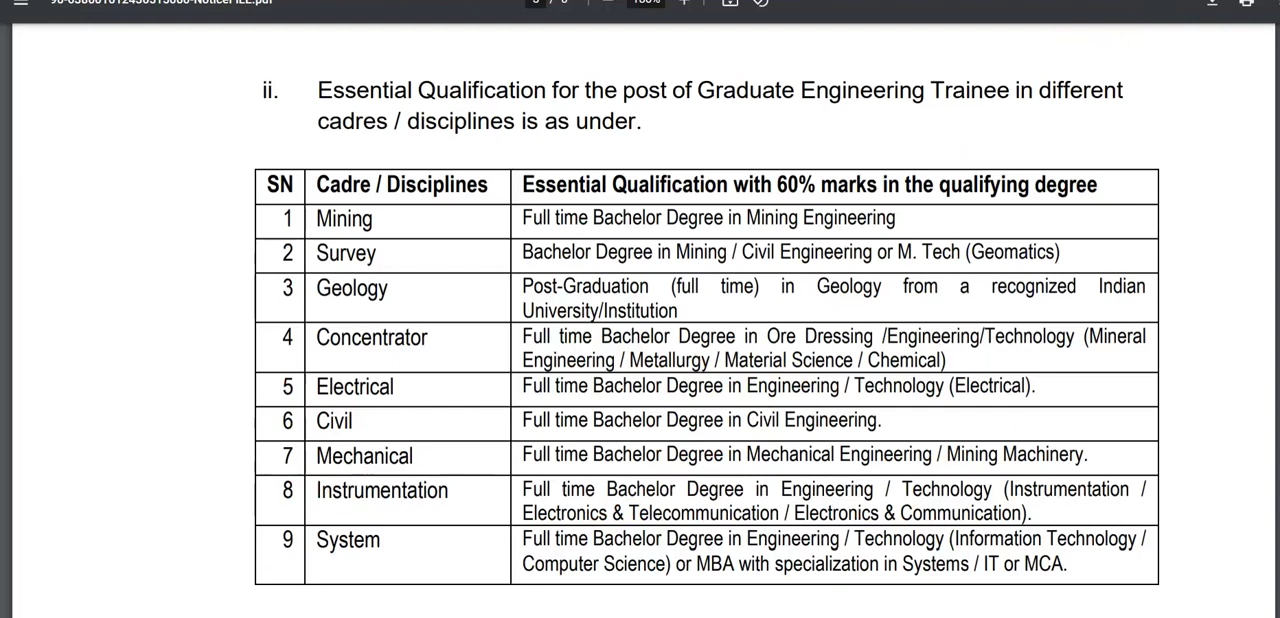 ii. Essential Qualification for the post of Graduate Engineering Trainee in different
cadres / disciplines is as under.
SN Cadre / Disciplines Essential Qualification with 60% marks in the qualifying degree
1 Mining Full time Bachelor Degree in Mining Engineering
2 Survey Bachelor Degree in Mining / Civil Engineering or M. Tech (Geomatics)
3 Geology Post-Graduation (full time) in Geology from a recognized Indian
University/Institution
4 Concentrator Full time Bachelor Degree in Ore Dressing /Engineering/Technology (Mineral
Engineering / Metallurgy / Material Science / Chemical)
5 Electrical Full time Bachelor Degree in Engineering / Technology (Electrical).
6 Civil Full time Bachelor Degree in Civil Engineering.
7 Mechanical Full time Bachelor Degree in Mechanical Engineering / Mining Machinery.
8 Instrumentation Full time Bachelor Degree in Engineering / Technology (Instrumentation /
Electronics & Telecommunication / Electronics & Communication).
9 System Full time Bachelor Degree in Engineering / Technology (Information Technology /
Computer Science) or MBA with specialization in Systems / IT or MCA.